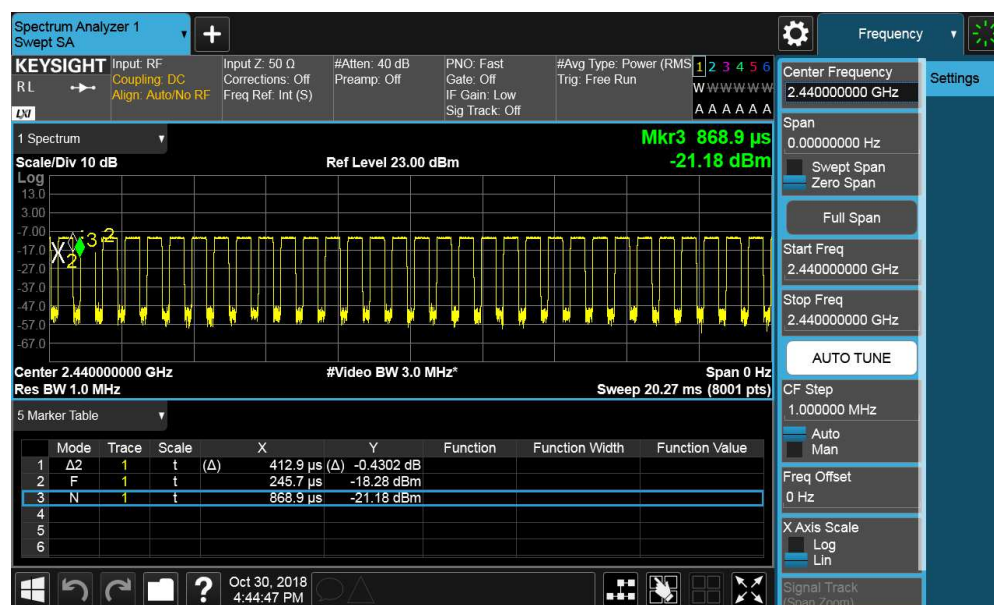 Spectrum Analyzer 1
Swept SA
+
Frequency
KEYSIGHT
RL
LXI
Input: RF
Coupling: DC
Align: Auto/No RF
Input Z: 50 Ω
Corrections: Off
Freq Ref: Int (S)
#Atten: 40 dB
Preamp: Off
PNO: Fast
Gate: Off
IF Gain: Low
Sig Track: Off
#Avg Type: Power (RMS
Trig: Free Run
1 2 3 4 5 6
W W W W W W
A A A A A A
1 Spectrum
Mkr3 868.9 µs
-21.18 dBm
Scale/Div 10 dB
Ref Level 23.00 dBm
Log
13.0
3.00
-7.00
-17.0
-27.0
-37.0
-47.0
-57.0
-67.0
X
2
3
2
Center 2.440000000 GHz
#Video BW 3.0 MHz*
Span 0 Hz
Res BW 1.0 MHz
Sweep 20.27 ms (8001 pts)
5 Marker Table
Mode Trace Scale X Y Function Function Width Function Value
1 Δ2 1 t (Δ) 412.9 µs (Δ) -0.4302 dB
2 F 1 t 245.7 µs -18.28 dBm
3 N 1 t 868.9 µs -21.18 dBm
4
5
6
?
Oct 30, 2018
4:44:47 PM
Center Frequency
2.440000000 GHz
Span
0.00000000 Hz
Swept Span
Zero Span
Full Span
Start Freq
2.440000000 GHz
Stop Freq
2.440000000 GHz
AUTO TUNE
CF Step
1.000000 MHz
Auto
Man
Freq Offset
0 Hz
X Axis Scale
Log
Lin
Signal Track
(Span Zoom)
Settings